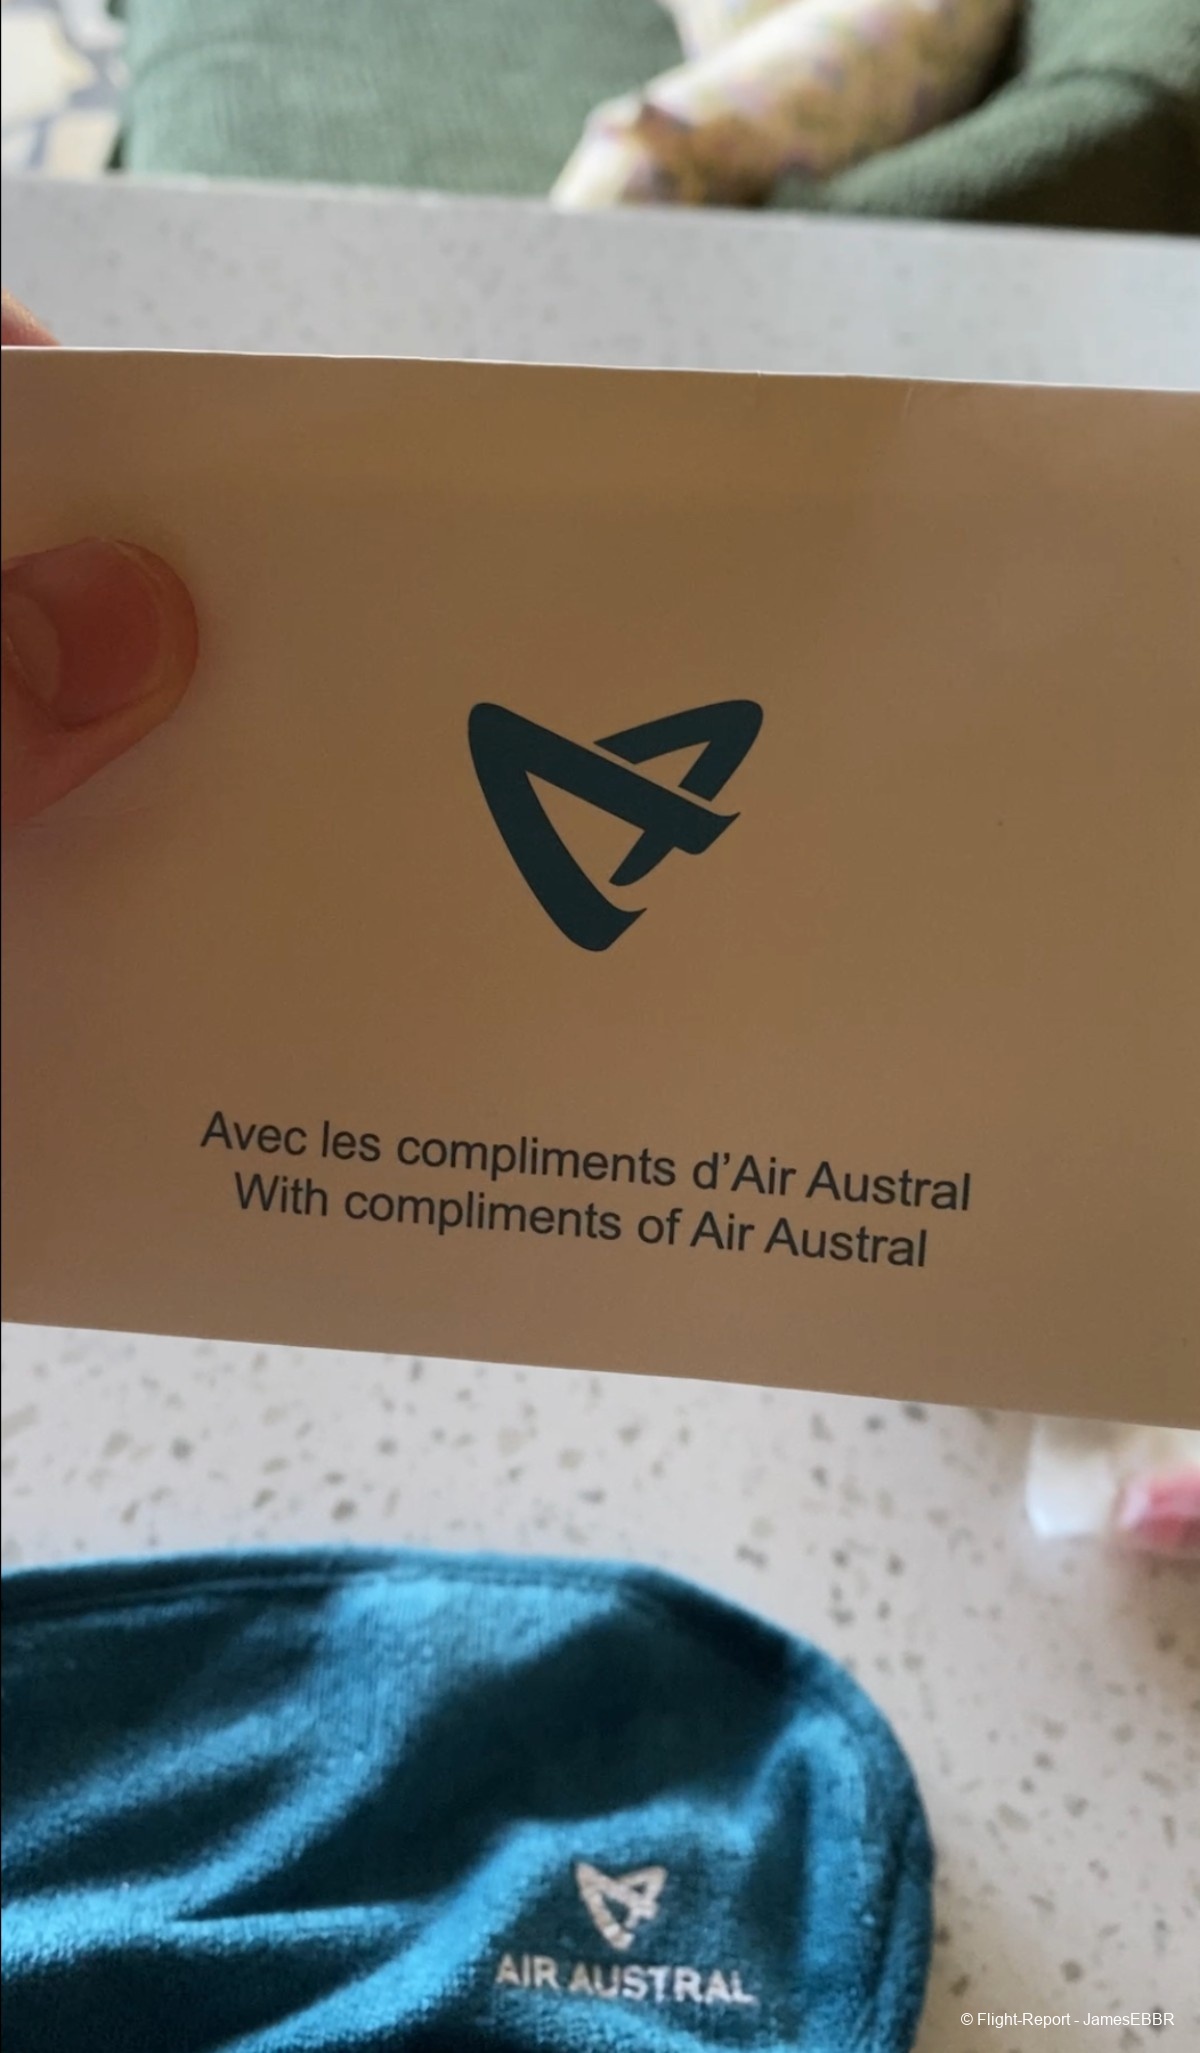 Avec les compliments d’Air Austral
With compliments of Air Austral
AIR AUSTRAL
© Flight-Report - JamesEBBR